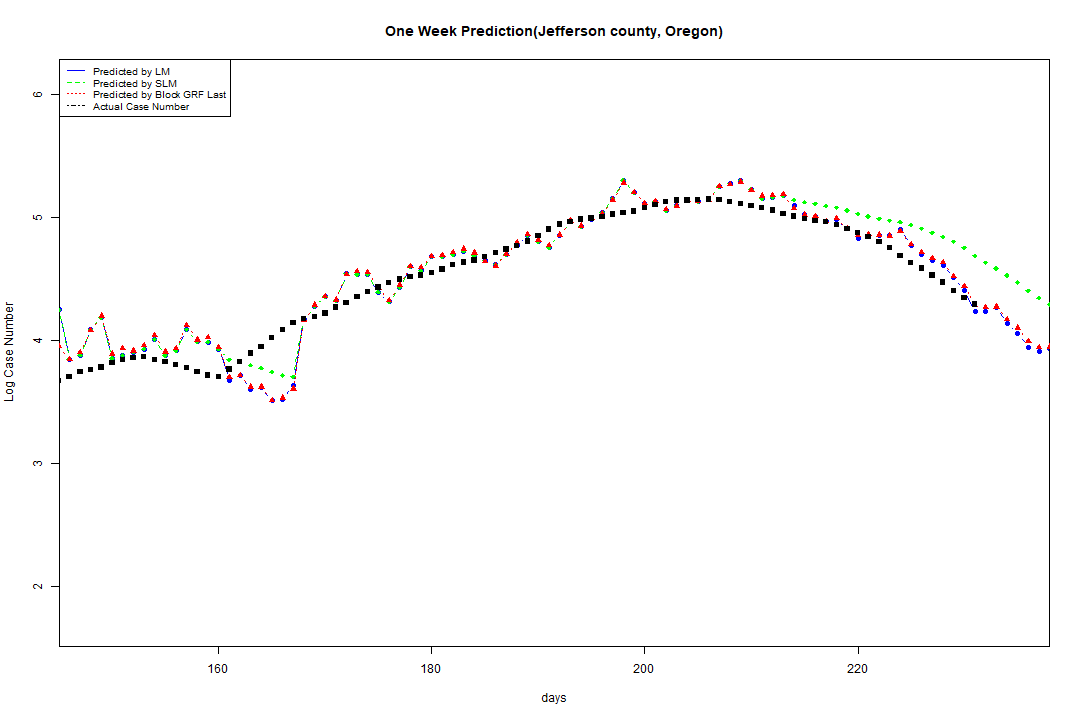 One Week Prediction(Jefferson county, Oregon)
Predicted by LM
Predicted by SLM
Predicted by Block GRF Last
Actual Case Number
6
5
4
3
2
Log Case Number
160
180
200
220
days